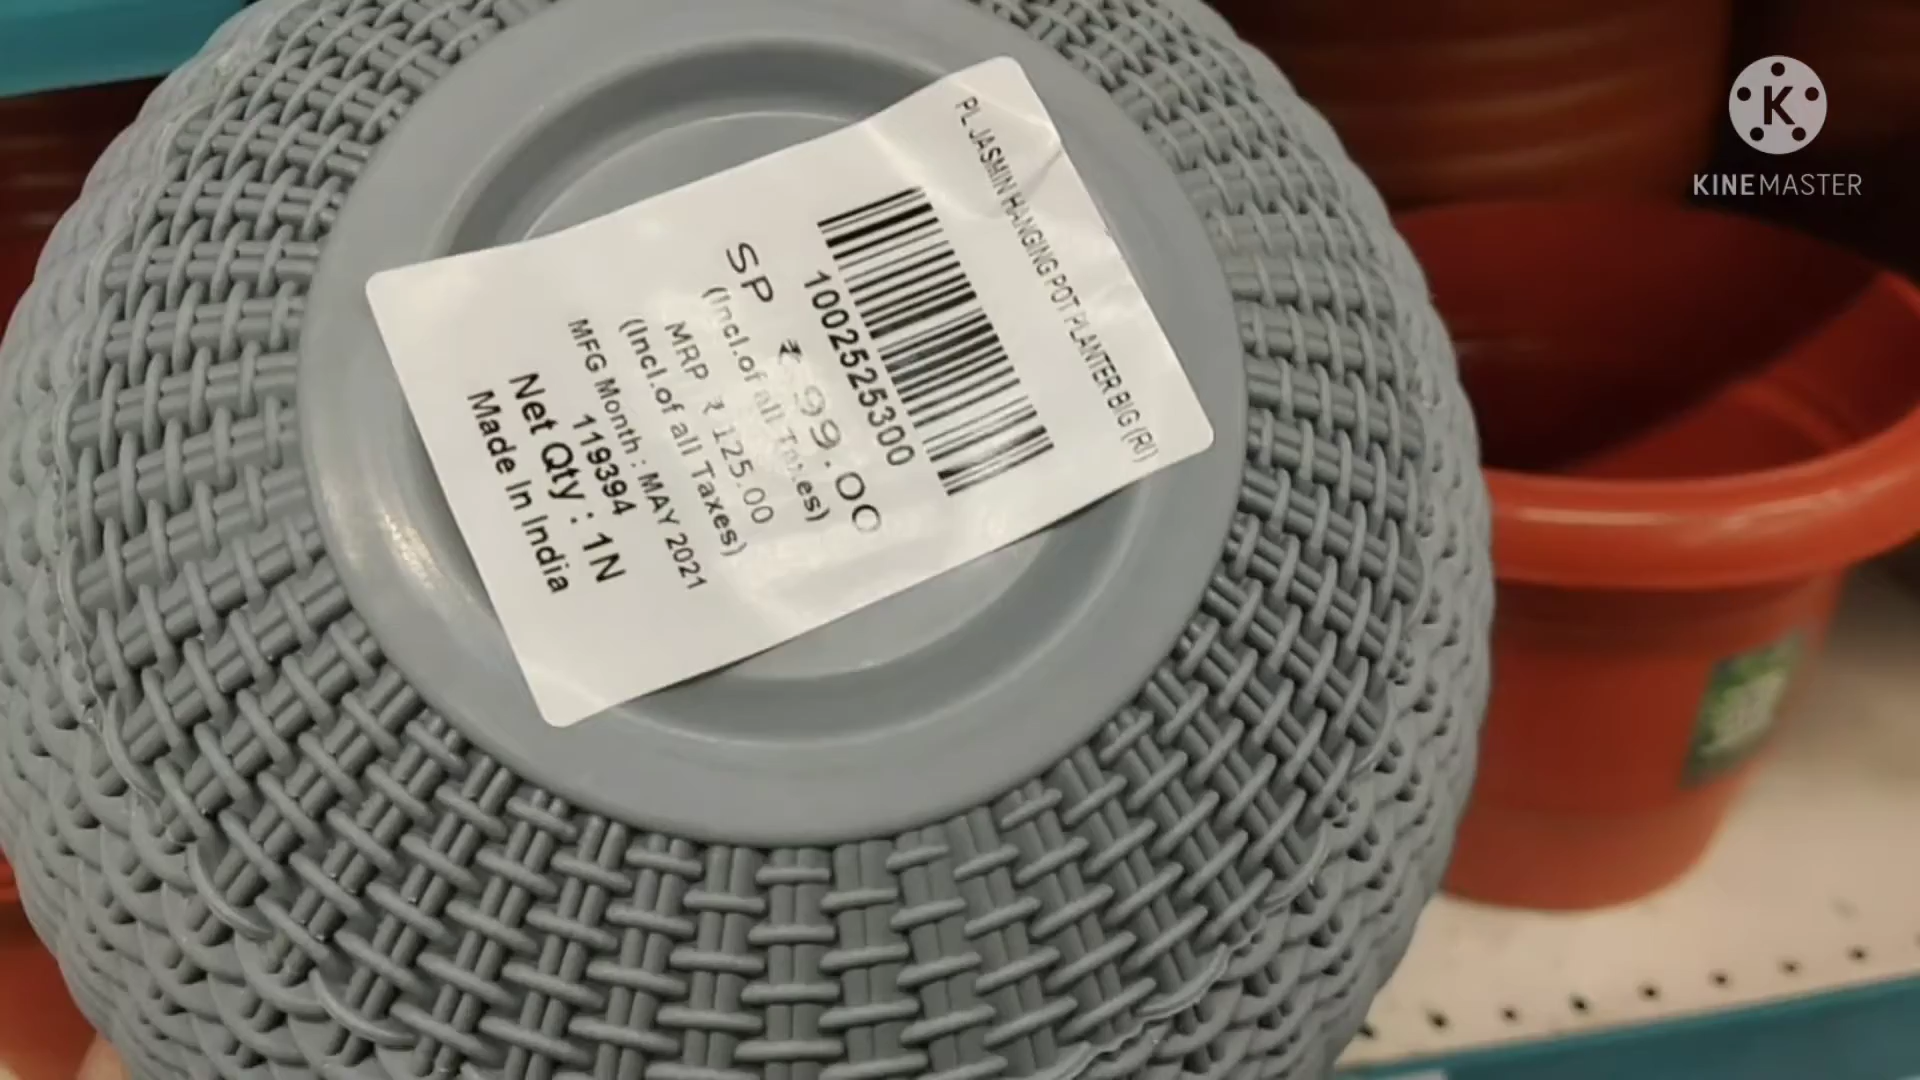 PL JASMIN HANGING POT PLANTER BIG (RI)
1002525300
SP ₹ 99.00
(Incl.of all Taxes)
MRP ₹ 125.00
(Incl.of all Taxes)
MFG Month : MAY 2021
119394
Net Qty : 1N
Made In India
K
KINEMASTER